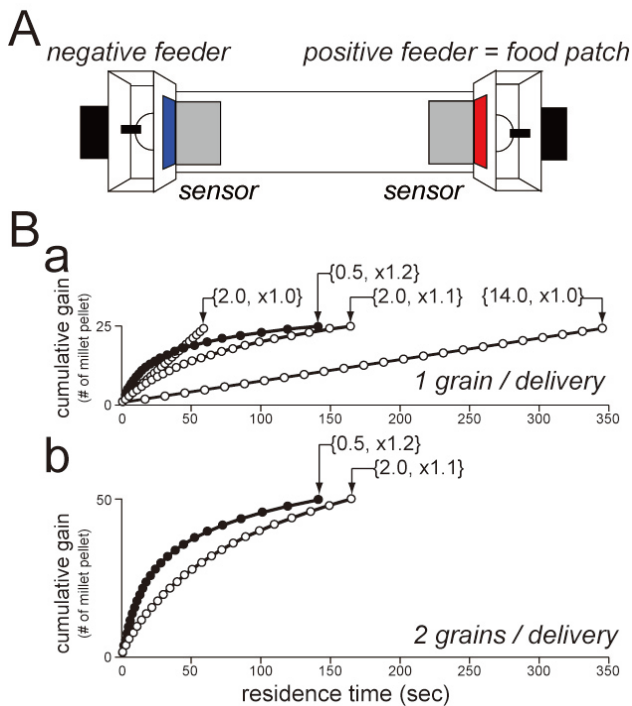 A
negative feeder
positive feeder = food patch
sensor
sensor
B
a
{0.5, x1.2}
{2.0, x1.0}
{2.0, x1.1}
{14.0, x1.0}
cumulative gain
(# of millet pellet)
25
0
1 grain / delivery
0 50 100 150 200 250 300 350
b
{0.5, x1.2}
{2.0, x1.1}
cumulative gain
(# of millet pellet)
50
0
2 grains / delivery
0 50 100 150 200 250 300 350
residence time (sec)